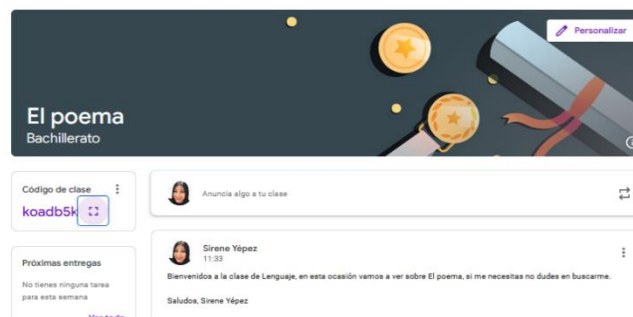 Personalizar
El poema
Bachillerato
Código de clase
koadb5k
Anuncia algo a tu clase
Sirene Yépez
11:33
Bienvenidos a la clase de Lenguaje, en esta ocasión vamos a ver sobre El poema, si me necesitas no dudes en buscarme.
Saludos, Sirene Yépez
Próximas entregas
No tienes ninguna tarea
para esta semana
Ver todo